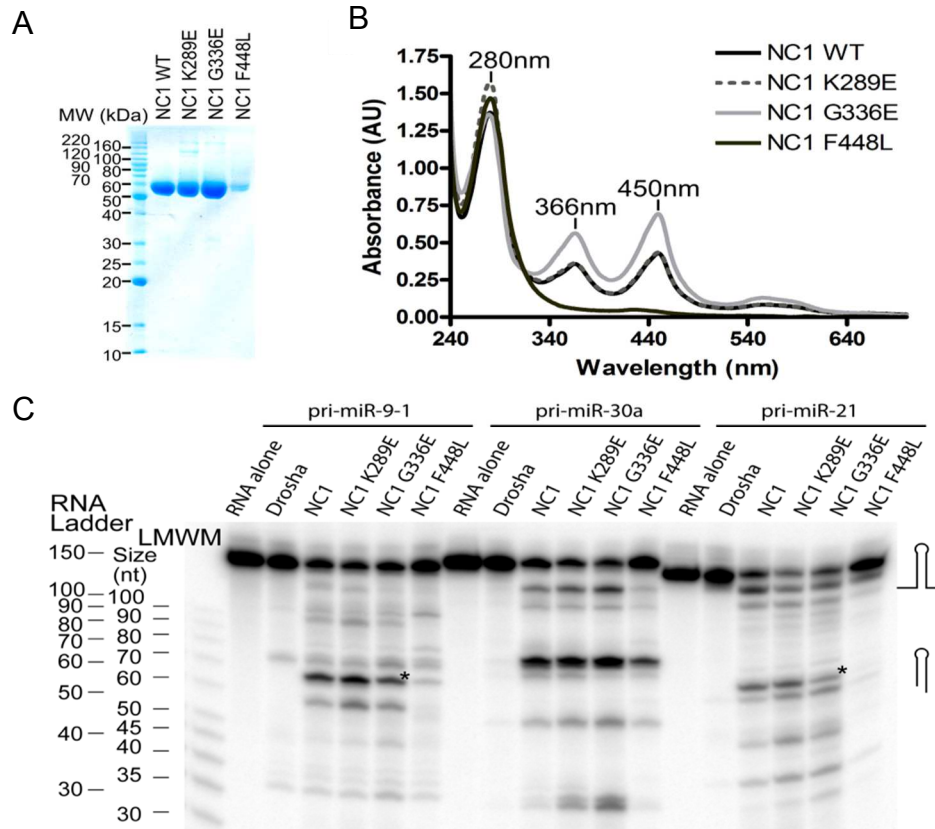 A
NC1 WT
NC1 K289E
NC1 G336E
NC1 F448L
MW (kDa)
220
160
120
100
90
80
70
60
50
40
30
25
20
15
10
B
280nm
366nm
450nm
NC1 WT
NC1 K289E
NC1 G336E
NC1 F448L
Absorbance (AU)
1.75
1.50
1.25
1.00
0.75
0.50
0.25
0.00
240 340 440 540 640
Wavelength (nm)
C
pri-miR-9-1 pri-miR-30a pri-miR-21
RNA alone
Drosha
NC1
NC1 K289E
NC1 G336E
NC1 F448L
RNA alone
Drosha
NC1
NC1 K289E
NC1 G336E
NC1 F448L
RNA alone
Drosha
NC1
NC1 K289E
NC1 G336E
NC1 F448L
RNA
Ladder
150
100
90
80
70
60
50
40
30
LMWM
Size
(nt)
100
90
80
70
60
50
45
40
35
30
*
*